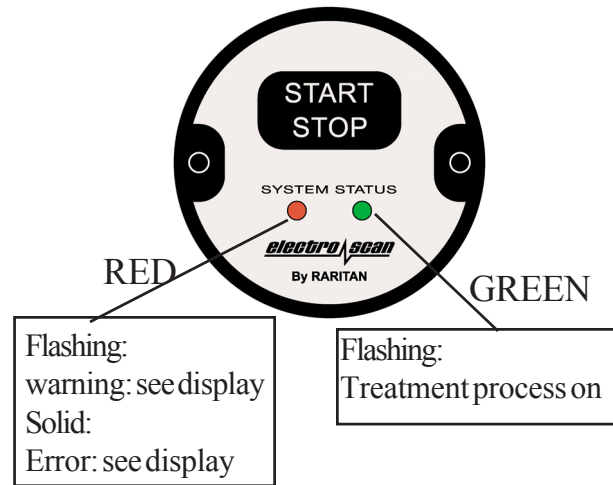 START
STOP
SYSTEM STATUS
electro scan
By RARITAN
RED
GREEN
Flashing:
warning: see display
Solid:
Error: see display
Flashing:
Treatment process on